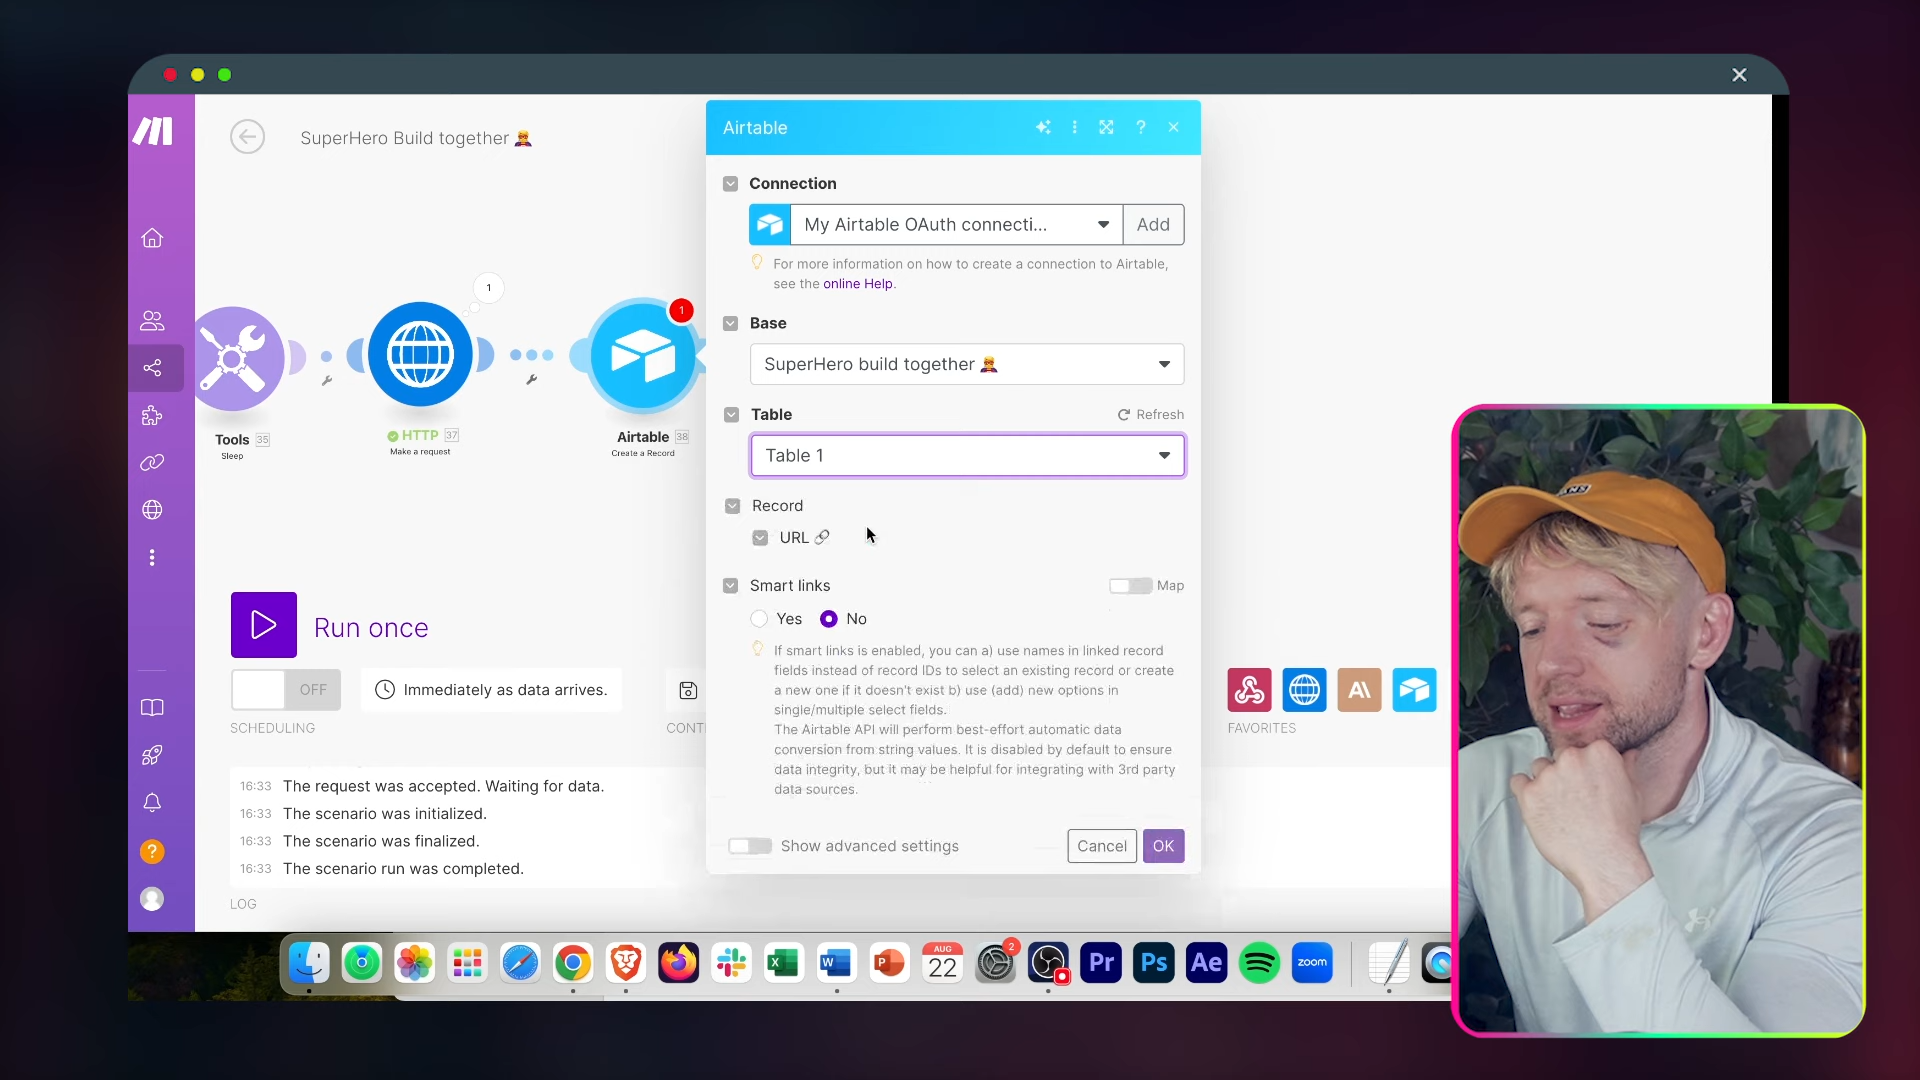 SuperHero Build together
Airtable
Connection
My Airtable OAuth connecti...
Add
For more information on how to create a connection to Airtable,
see the online Help.
Base
SuperHero build together
Table
Refresh
Table 1
Record
URL
Smart links
Map
Yes
No
If smart links is enabled, you can a) use names in linked record
fields instead of record IDs to select an existing record or create
a new one if it doesn't exist b) use (add) new options in
single/multiple select fields.
The Airtable API will perform best-effort automatic data
conversion from string values. It is disabled by default to ensure
data integrity, but it may be helpful for integrating with 3rd party
data sources.
Show advanced settings
Cancel
OK
1
1
Tools 35
Sleep
HTTP 37
Make a request
Airtable 38
Create a Record
Run once
OFF
Immediately as data arrives.
SCHEDULING
CONT
FAVORITES
16:33 The request was accepted. Waiting for data.
16:33 The scenario was initialized.
16:33 The scenario was finalized.
16:33 The scenario run was completed.
LOG
AUG
22
2
Pr
Ps
Ae
zoom